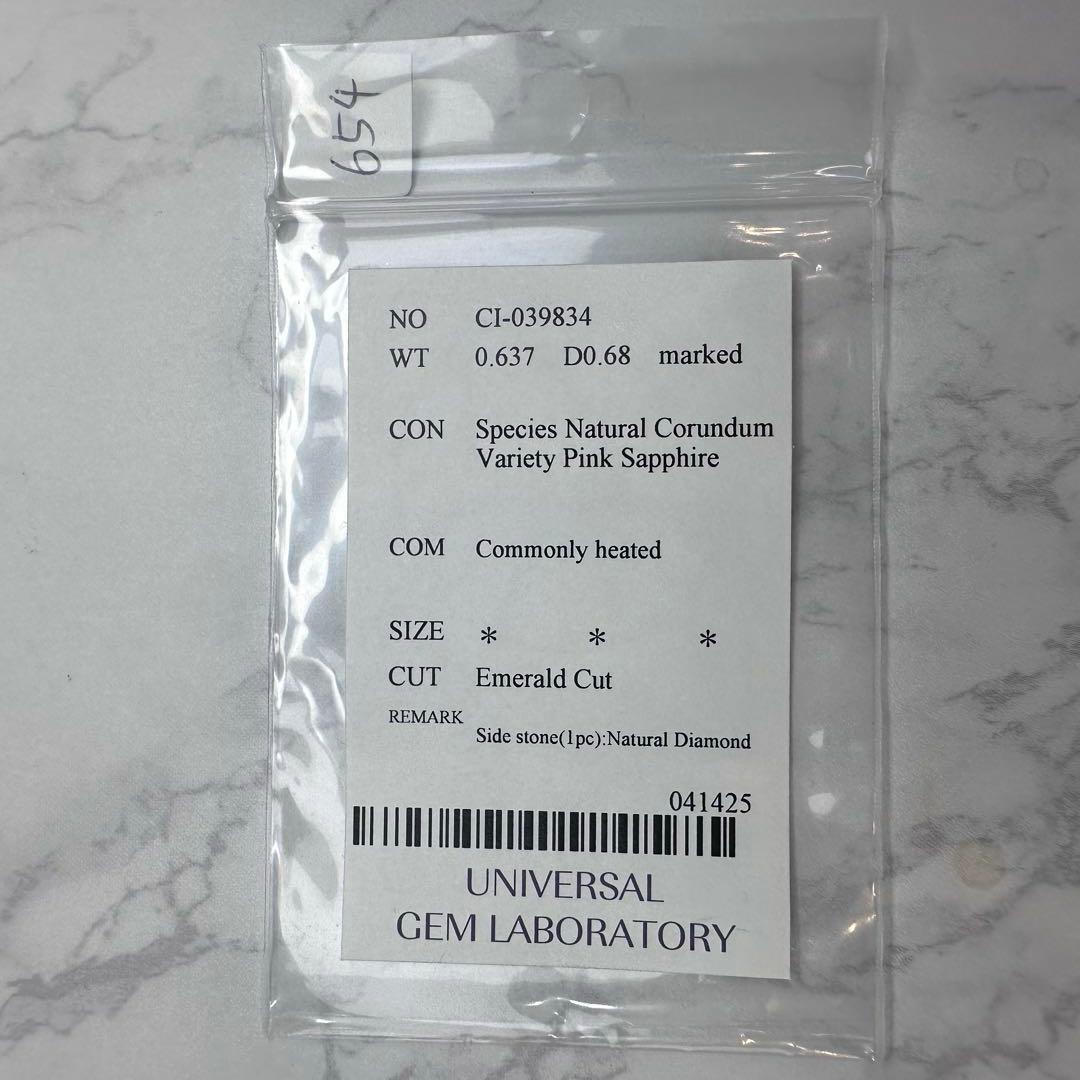 654
NO CI-039834
WT 0.637 D0.68 marked
CON Species Natural Corundum
Variety Pink Sapphire
COM Commonly heated
SIZE * * *
CUT Emerald Cut
REMARK
Side stone(1pc):Natural Diamond
041425
UNIVERSAL
GEM LABORATORY